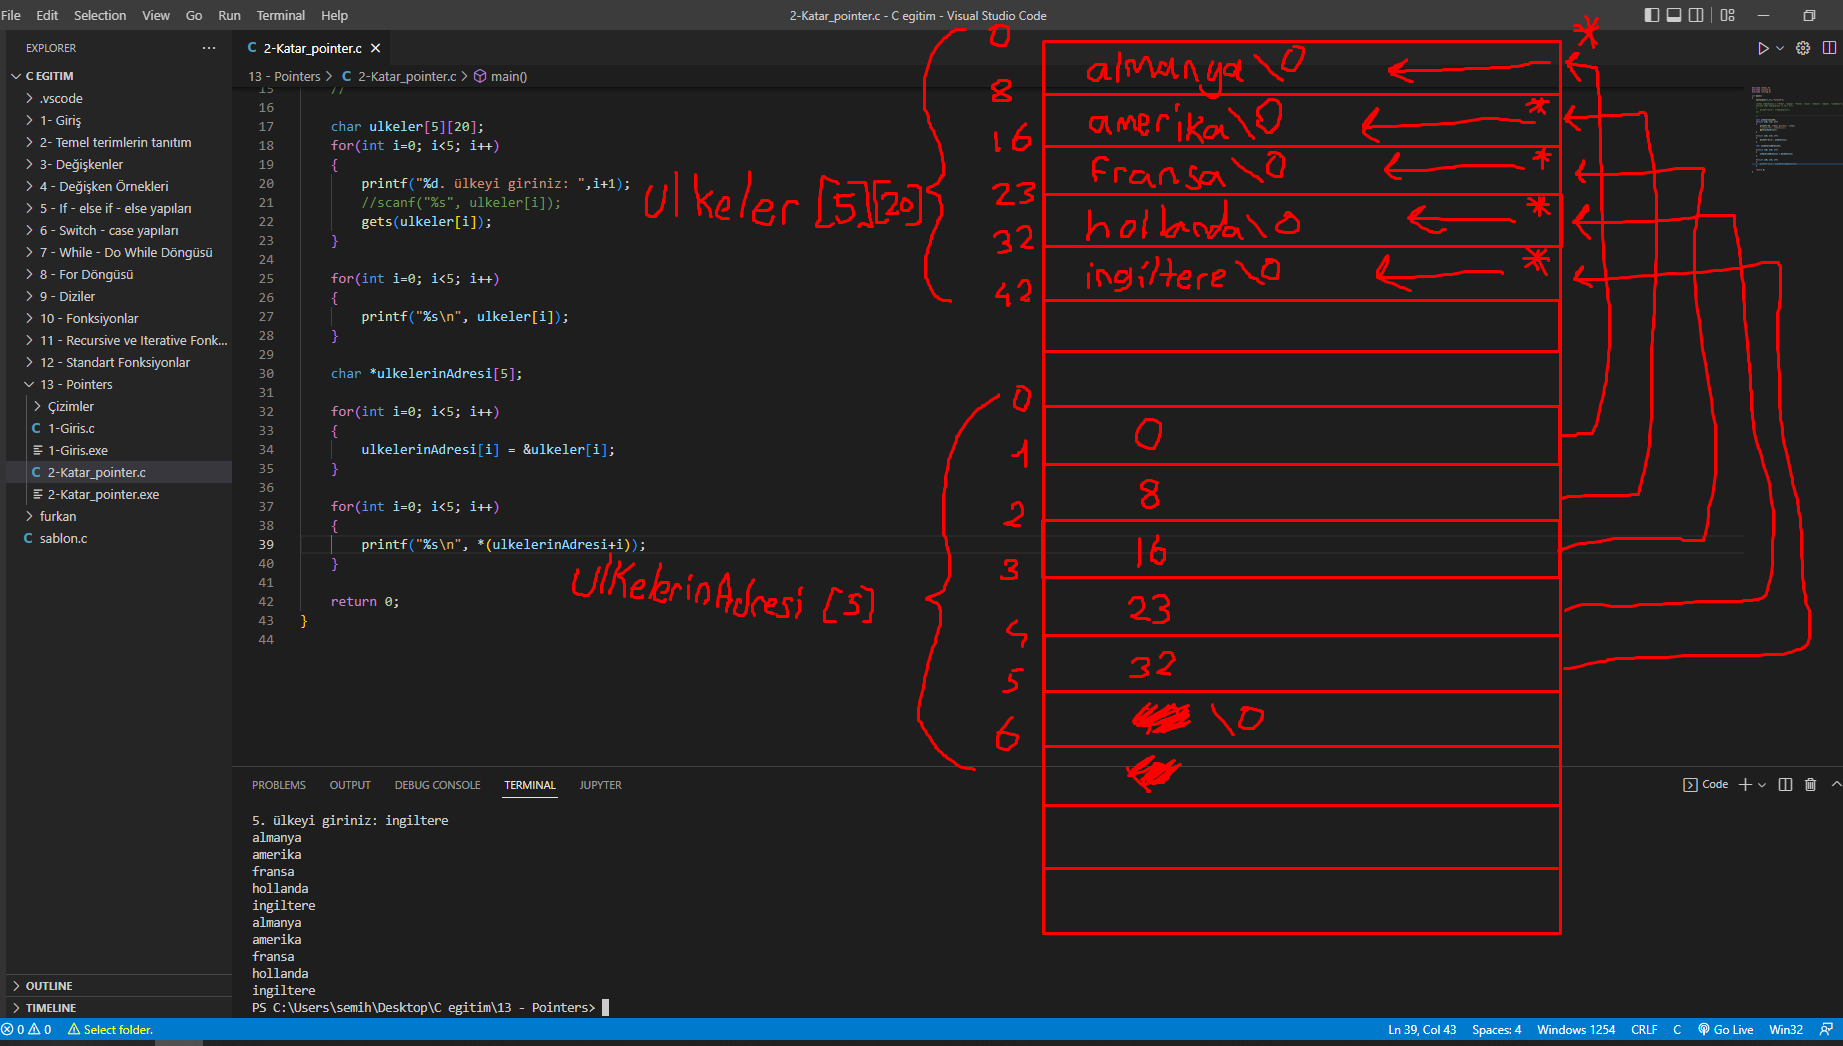 File Edit Selection View Go Run Terminal Help
2-Katar_pointer.c - C egitim - Visual Studio Code
EXPLORER
C EGITIM
.vscode
1- Giriş
2- Temel terimlerin tanıtım
3- Değişkenler
4 - Değişken Örnekleri
5 - If - else if - else yapıları
6 - Switch - case yapıları
7 - While - Do While Döngüsü
8 - For Döngüsü
9 - Diziler
10 - Fonksiyonlar
11 - Recursive ve Iterative Fonk...
12 - Standart Fonksiyonlar
13 - Pointers
Çizimler
C 1-Giris.c
1-Giris.exe
C 2-Katar_pointer.c
2-Katar_pointer.exe
furkan
C sablon.c
OUTLINE
TIMELINE
C 2-Katar_pointer.c
13 - Pointers > C 2-Katar_pointer.c > main()
15 //
16
17 char ulkeler[5][20];
18 for(int i=0; i<5; i++)
19 {
20 printf("%d. ülkeyi giriniz: ",i+1);
21 //scanf("%s", ulkeler[i]);
22 gets(ulkeler[i]);
23 }
24
25 for(int i=0; i<5; i++)
26 {
27 printf("%s\n", ulkeler[i]);
28 }
29
30 char *ulkelerinAdresi[5];
31
32 for(int i=0; i<5; i++)
33 {
34 ulkelerinAdresi[i] = &ulkeler[i];
35 }
36
37 for(int i=0; i<5; i++)
38 {
39 printf("%s\n", *(ulkelerinAdresi+i));
40 }
41
42 return 0;
43 }
44
ulkeler [5][20]
0
almanya \0 *
8
amerika\0 *
16
fransa \0 *
23
hollanda\0 *
32
ingiltere\0 *
42
ulkelerinAdresi [5]
0
0
1
8
2
16
3
23
4
32
5
\0
6
PROBLEMS OUTPUT DEBUG CONSOLE TERMINAL JUPYTER
Code
5. ülkeyi giriniz: ingiltere
almanya
amerika
fransa
hollanda
ingiltere
almanya
amerika
fransa
hollanda
ingiltere
PS C:\Users\semih\Desktop\C egitim\13 - Pointers>
0 0 Select folder. Ln 39, Col 43 Spaces: 4 Windows 1254 CRLF C Go Live Win32